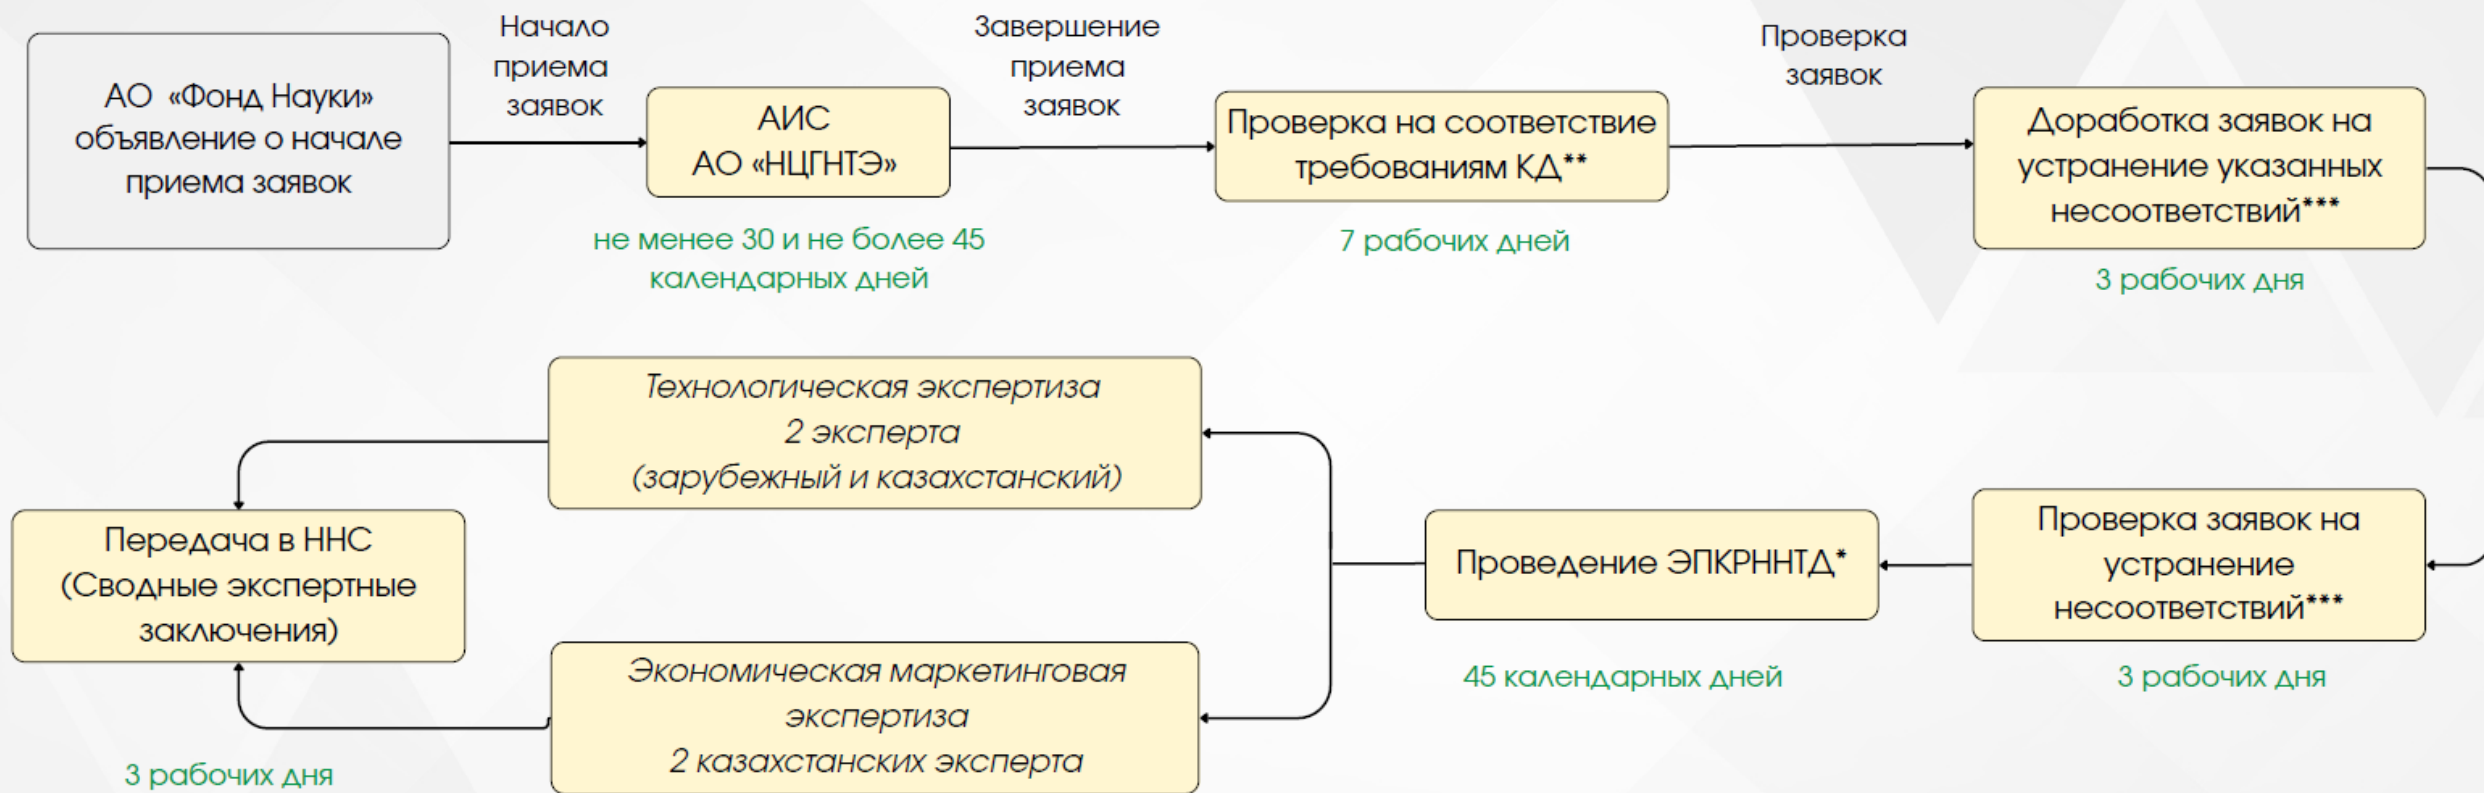 АО «Фонд Науки»
объявление о начале
приема заявок
Начало
приема
заявок
АИС
АО «НЦГНТЭ»
не менее 30 и не более 45
календарных дней
Завершение
приема
заявок
Проверка на соответствие
требованиям КД**
7 рабочих дней
Проверка
заявок
Доработка заявок на
устранение указанных
несоответствий***
3 рабочих дня
Проверка заявок на
устранение
несоответствий***
3 рабочих дня
Проведение ЭПКРННТД*
45 календарных дней
Технологическая экспертиза
2 эксперта
(зарубежный и казахстанский)
Экономическая маркетинговая
экспертиза
2 казахстанских эксперта
Передача в ННС
(Сводные экспертные
заключения)
3 рабочих дня